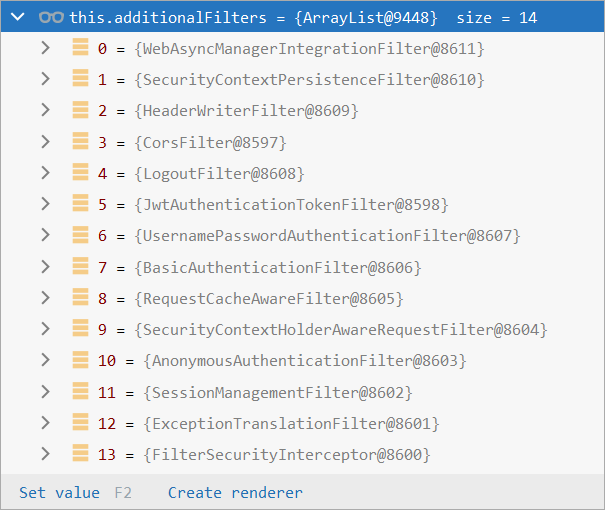 this.additionalFilters = {ArrayList@9448} size = 14
0 = {WebAsyncManagerIntegrationFilter@8611}
1 = {SecurityContextPersistenceFilter@8610}
2 = {HeaderWriterFilter@8609}
3 = {CorsFilter@8597}
4 = {LogoutFilter@8608}
5 = {JwtAuthenticationTokenFilter@8598}
6 = {UsernamePasswordAuthenticationFilter@8607}
7 = {BasicAuthenticationFilter@8606}
8 = {RequestCacheAwareFilter@8605}
9 = {SecurityContextHolderAwareRequestFilter@8604}
10 = {AnonymousAuthenticationFilter@8603}
11 = {SessionManagementFilter@8602}
12 = {ExceptionTranslationFilter@8601}
13 = {FilterSecurityInterceptor@8600}
Set value F2 Create renderer